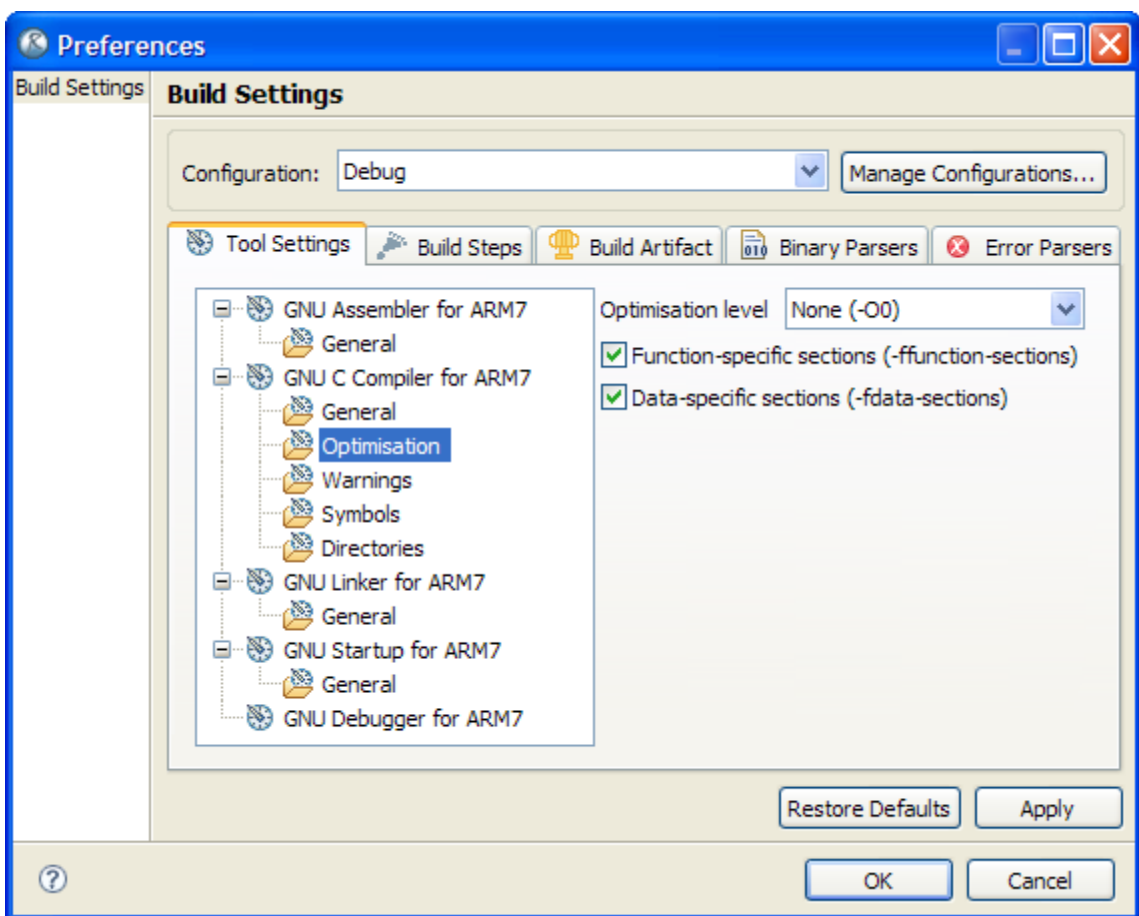 Preferences
Build Settings
Build Settings
Configuration: Debug Manage Configurations...
Tool Settings Build Steps Build Artifact 010 Binary Parsers Error Parsers
GNU Assembler for ARM7
General
GNU C Compiler for ARM7
General
Optimisation
Warnings
Symbols
Directories
GNU Linker for ARM7
General
GNU Startup for ARM7
General
GNU Debugger for ARM7
Optimisation level None (-O0)
Function-specific sections (-ffunction-sections)
Data-specific sections (-fdata-sections)
Restore Defaults Apply
? OK Cancel